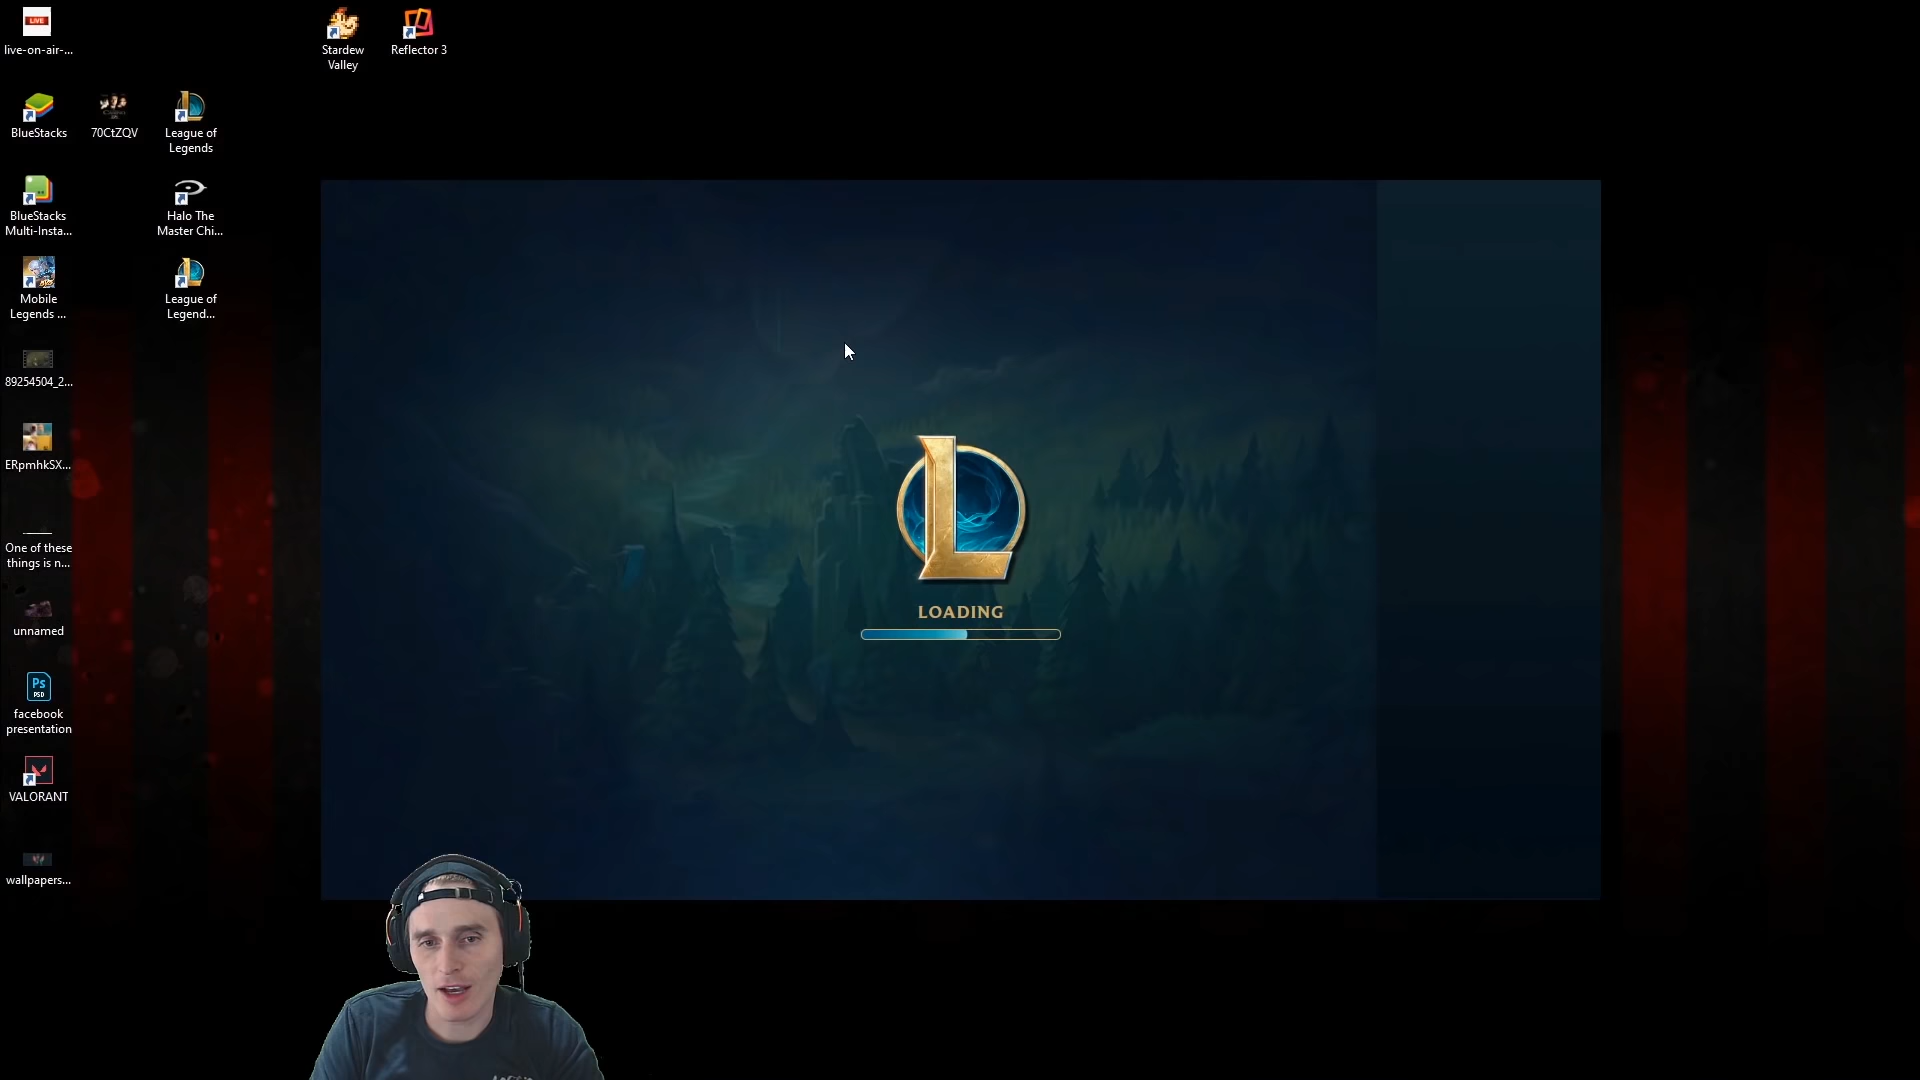 LIVE
live-on-air-...
Stardew
Valley
Reflector 3
BlueStacks
70CtZQV
League of
Legends
BlueStacks
Multi-Insta...
Halo The
Master Chi...
Mobile
Legends ...
League of
Legend...
89254504_2...
ERpmhkSX...
One of these
things is n...
unnamed
Ps
PSD
facebook
presentation
VALORANT
wallpapers...
LOADING